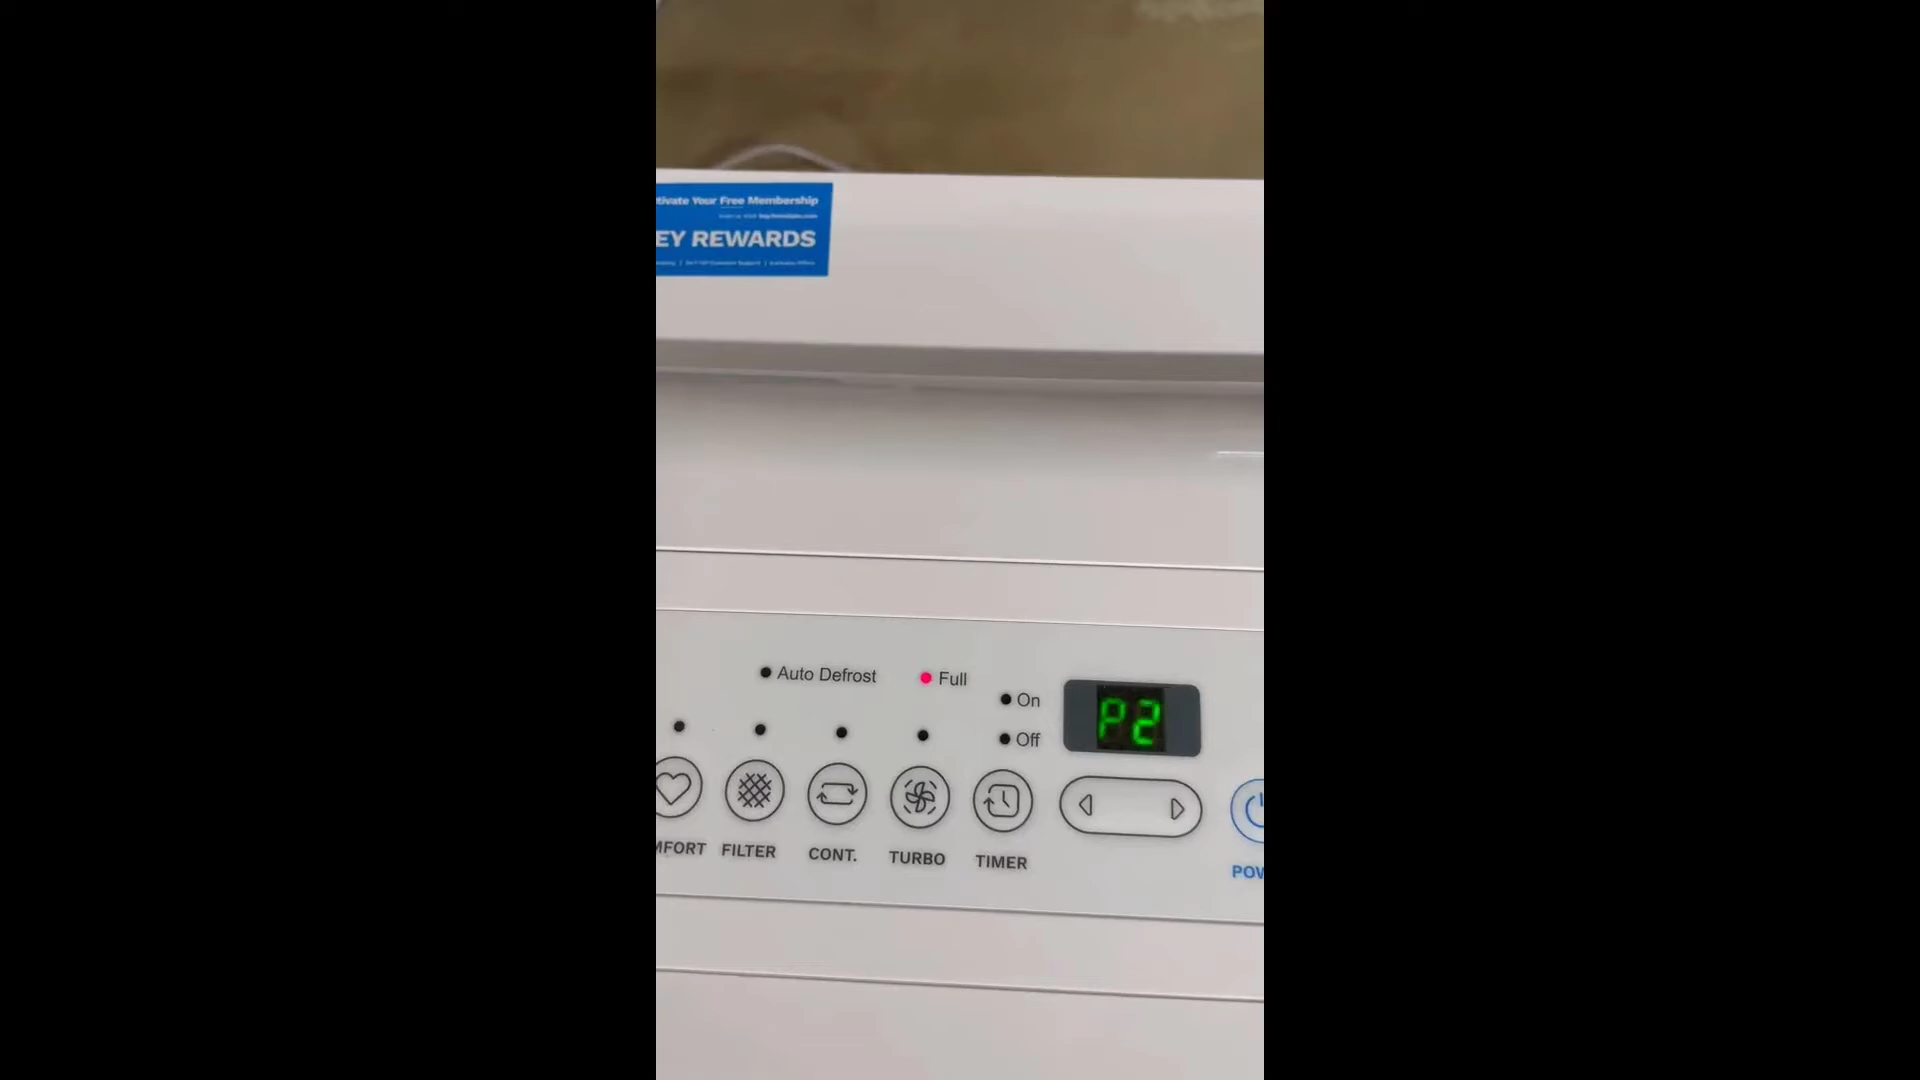 tivate Your Free Membership
EY REWARDS
Auto Defrost
Full
On
Off
P2
MFORT
FILTER
CONT.
TURBO
TIMER
POW